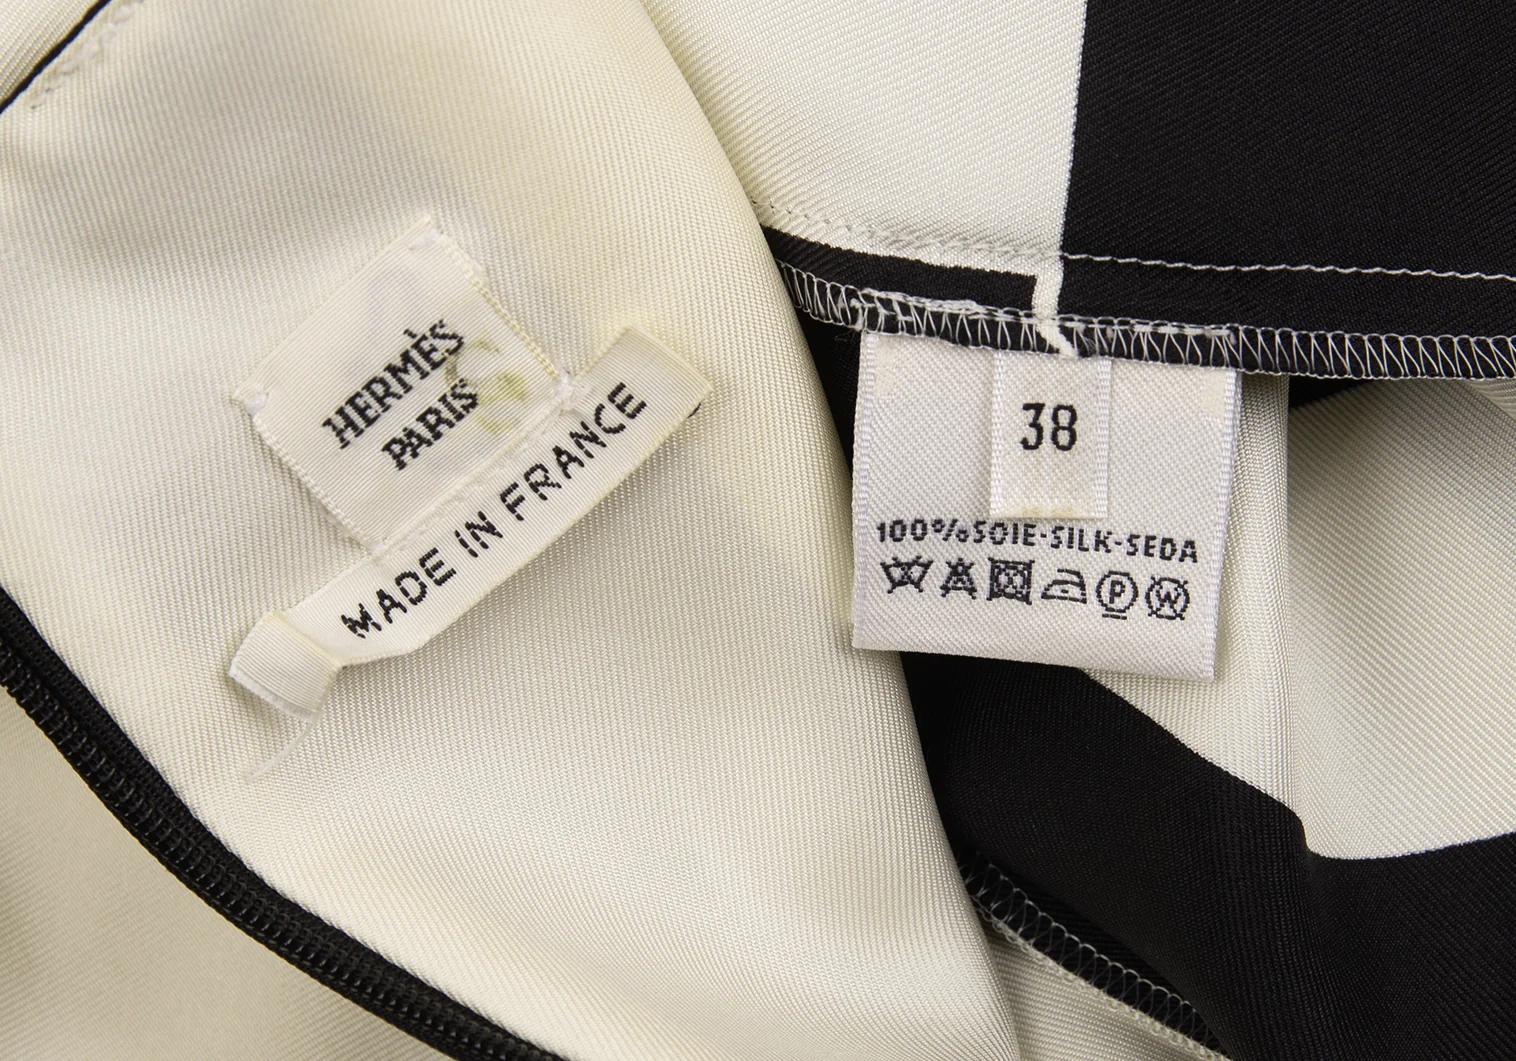 HERMÈS
PARIS
MADE IN FRANCE
38
100%SOIE-SILK-SEDA
P W